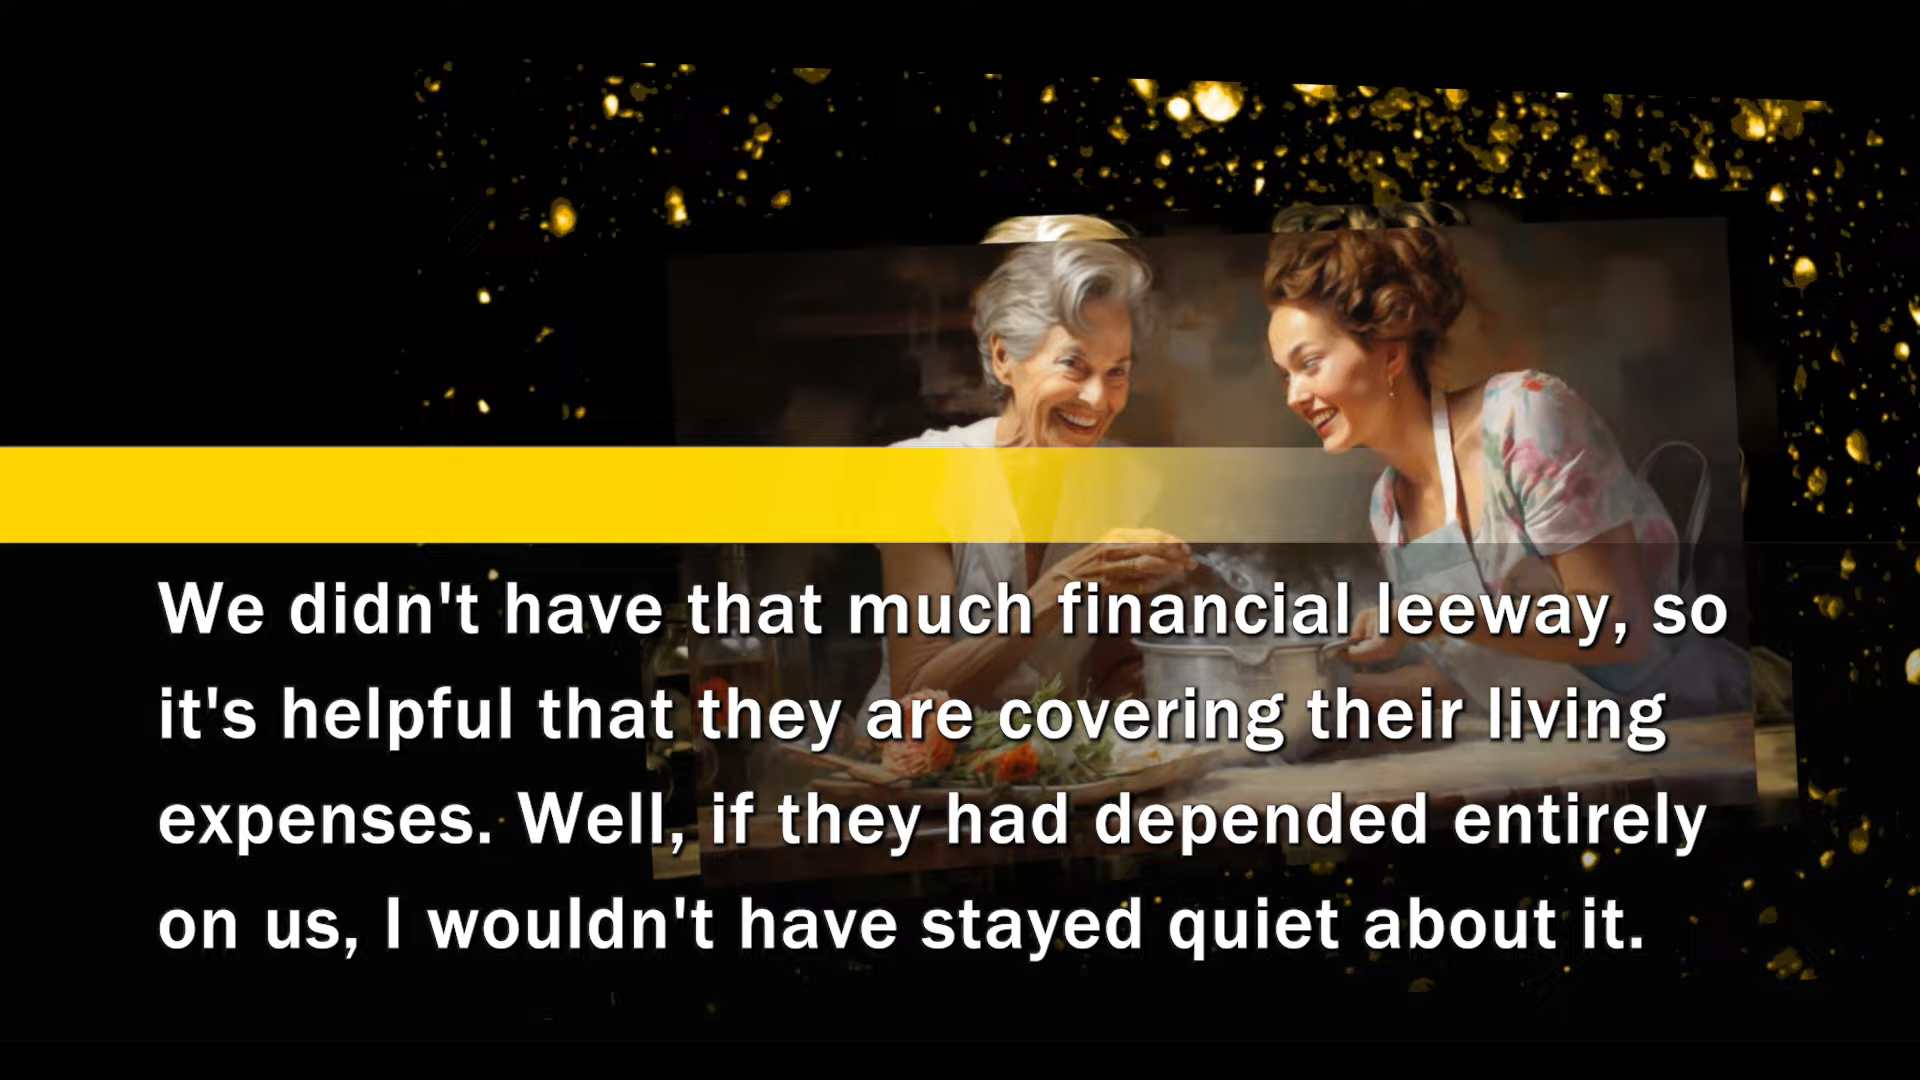 We didn't have that much financial leeway, so
it's helpful that they are covering their living
expenses. Well, if they had depended entirely
on us, I wouldn't have stayed quiet about it.